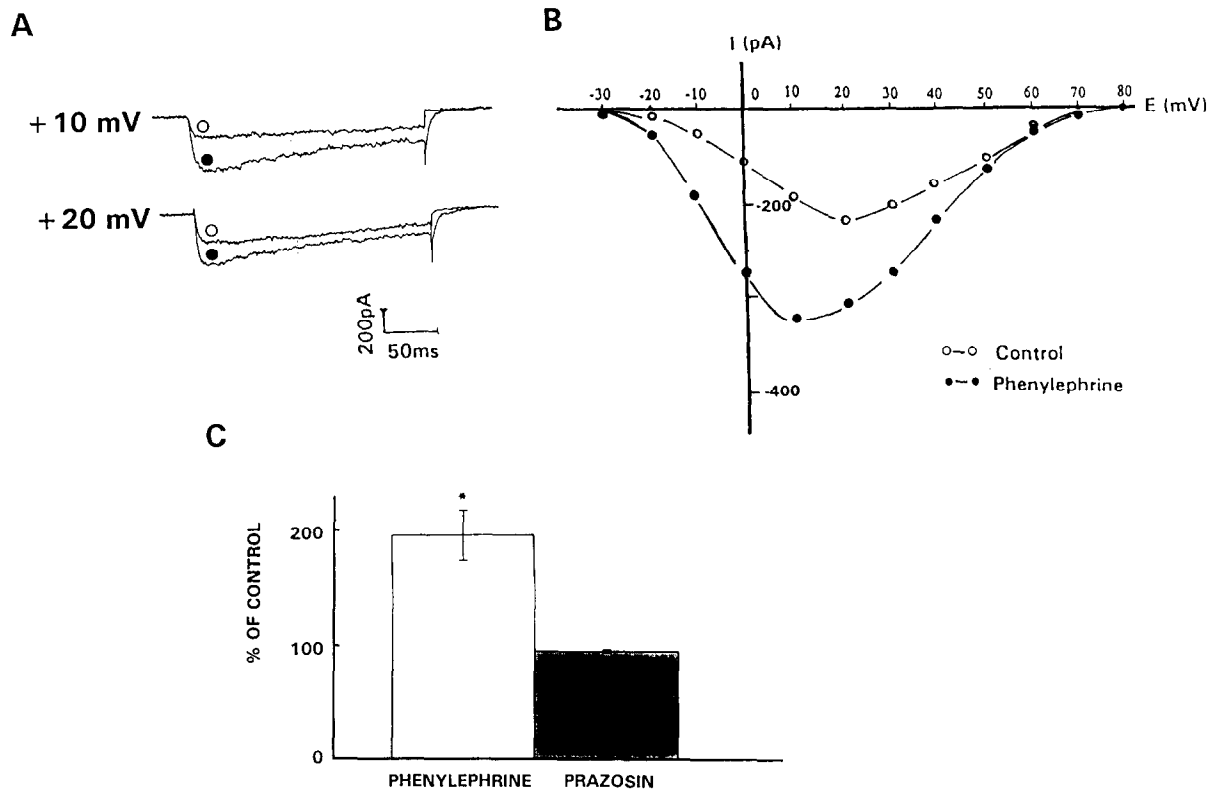 A
+ 10 mV
+ 20 mV
200pA
50ms
B
I (pA)
-30 -20 -10 0 10 20 30 40 50 60 70 80
E (mV)
-200
-400
Control
Phenylephrine
C
% OF CONTROL
200
100
0
*
PHENYLEPHRINE PRAZOSIN